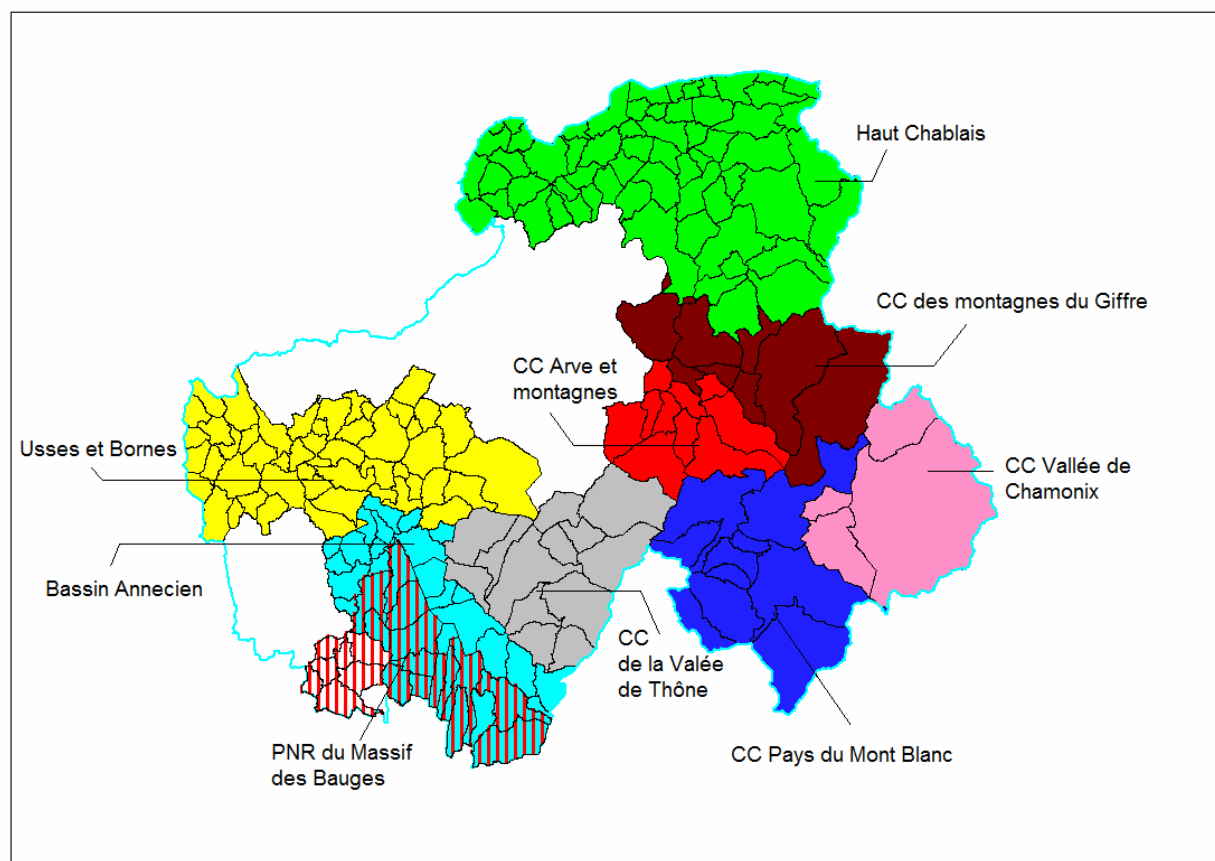 Haut Chablais
CC des montagnes du Giffre
CC Arve et
montagnes
Usses et Bornes
CC Vallée de
Chamonix
Bassin Annecien
CC
de la Valée
de Thône
PNR du Massif
des Bauges
CC Pays du Mont Blanc